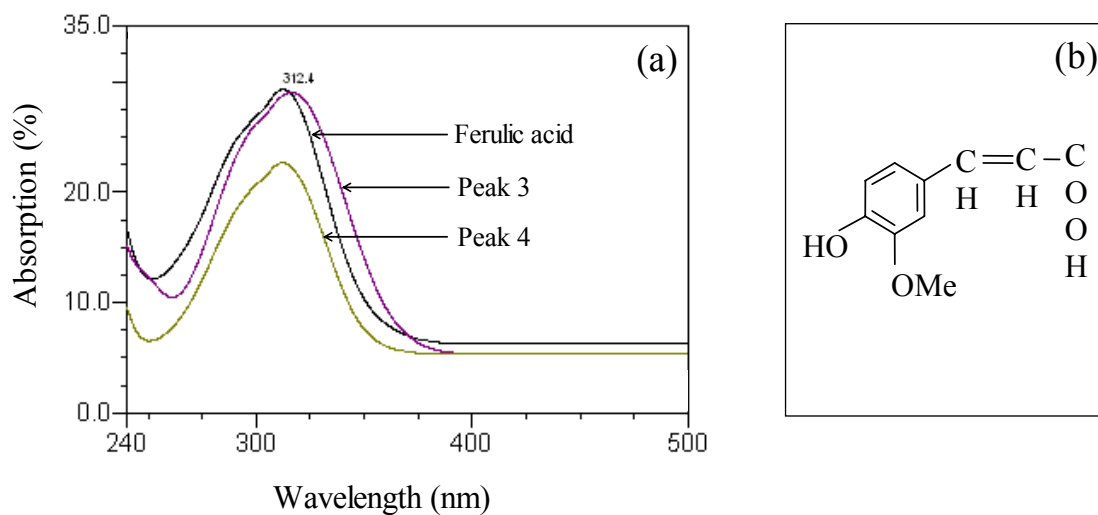 35.0
(a)
312.4
Ferulic acid
Peak 3
20.0
Peak 4
10.0
0.0
240
300
400
500
Absorption (%)
Wavelength (nm)
(b)
C=C–C
H H O
O
H
HO
OMe